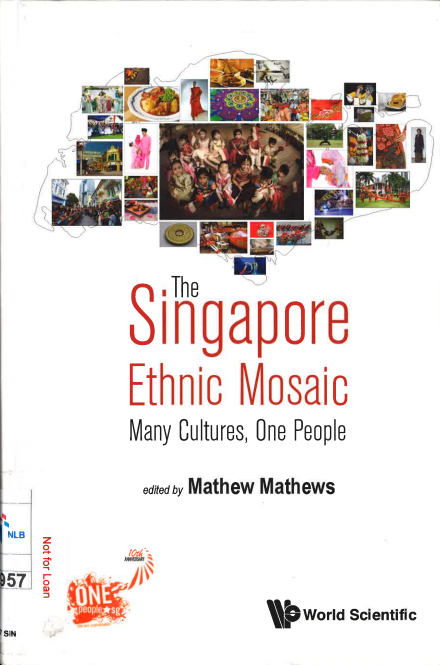 The
Singapore
Ethnic Mosaic
Many Cultures, One People
edited by Mathew Mathews
NLB
Not for Loan
957
SIN
10th
ANNIVERSARY
ONE
people.sg
World Scientific